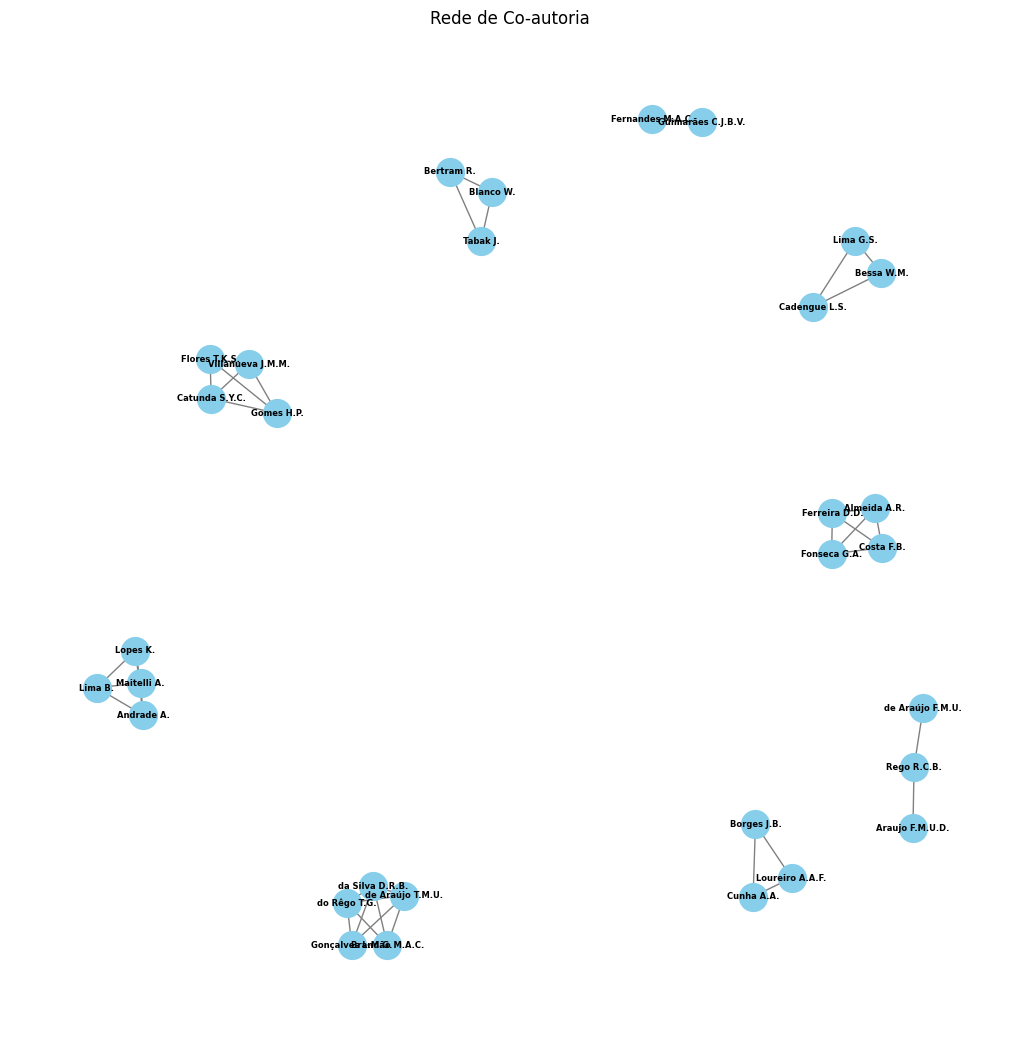 Rede de Co-autoria
Fernandes M.A.C.
Guimarães C.J.B.V.
Bertram R.
Blanco W.
Tabak J.
Lima G.S.
Bessa W.M.
Cadengue L.S.
Flores T.K.S.
Villanueva J.M.M.
Catunda S.Y.C.
Gomes H.P.
Almeida A.R.
Ferreira D.D.
Costa F.B.
Fonseca G.A.
Lopes K.
Maitelli A.
Lima B.
Andrade A.
de Araújo F.M.U.
Rego R.C.B.
Araujo F.M.U.D.
Borges J.B.
Loureiro A.A.F.
Cunha A.A.
da Silva D.R.B.
de Araújo T.M.U.
do Rêgo T.G.
Gonçalves L.M.G.
M.A.C.